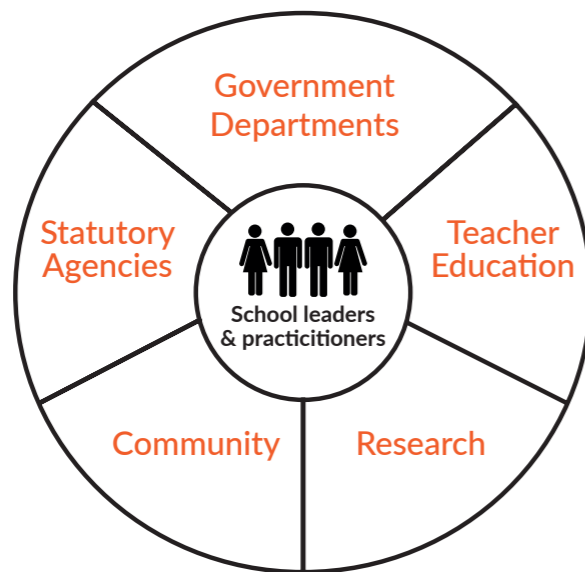 Government
Departments
Statutory
Agencies
Teacher
Education
School leaders
& practicitioners
Community
Research